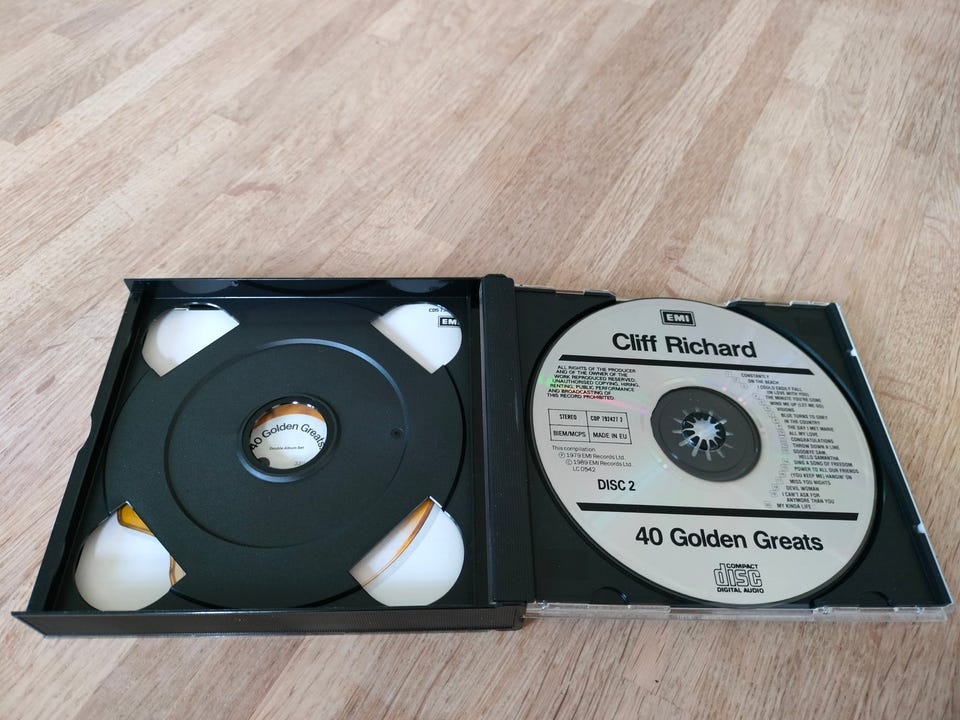 CDS 7
EMI
40 Golden Greats
Double Album Set
EMI
Cliff Richard
ALL RIGHTS OF THE PRODUCER
AND OF THE OWNER OF THE
WORK REPRODUCED RESERVED.
UNAUTHORISED COPYING, HIRING,
RENTING, PUBLIC PERFORMANCE
AND BROADCASTING OF
THIS RECORD PROHIBITED.
STEREO
CDP 792427 2
BIEM/MCPS
MADE IN EU
This compilation
Ⓟ 1979 EMI Records Ltd.
© 1989 EMI Records Ltd.
LC 0542
DISC 2
CONSTANTLY
ON THE BEACH
I COULD EASILY FALL
(IN LOVE WITH YOU)
THE MINUTE YOU'RE GONE
WIND ME UP (LET ME GO)
VISIONS
BLUE TURNS TO GREY
IN THE COUNTRY
THE DAY I MET MARIE
ALL MY LOVE
CONGRATULATIONS
THROW DOWN A LINE
GOODBYE SAM,
HELLO SAMANTHA
SING A SONG OF FREEDOM
POWER TO ALL OUR FRIENDS
(YOU KEEP ME) HANGIN' ON
MISS YOU NIGHTS
DEVIL WOMAN
I CAN'T ASK FOR
ANYMORE THAN YOU
MY KINDA LIFE
40 Golden Greats
COMPACT
disc
DIGITAL AUDIO